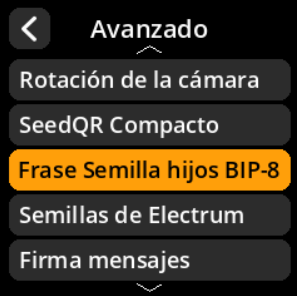 Avanzado
Rotación de la cámara
SeedQR Compacto
Frase Semilla hijos BIP-8
Semillas de Electrum
Firma mensajes